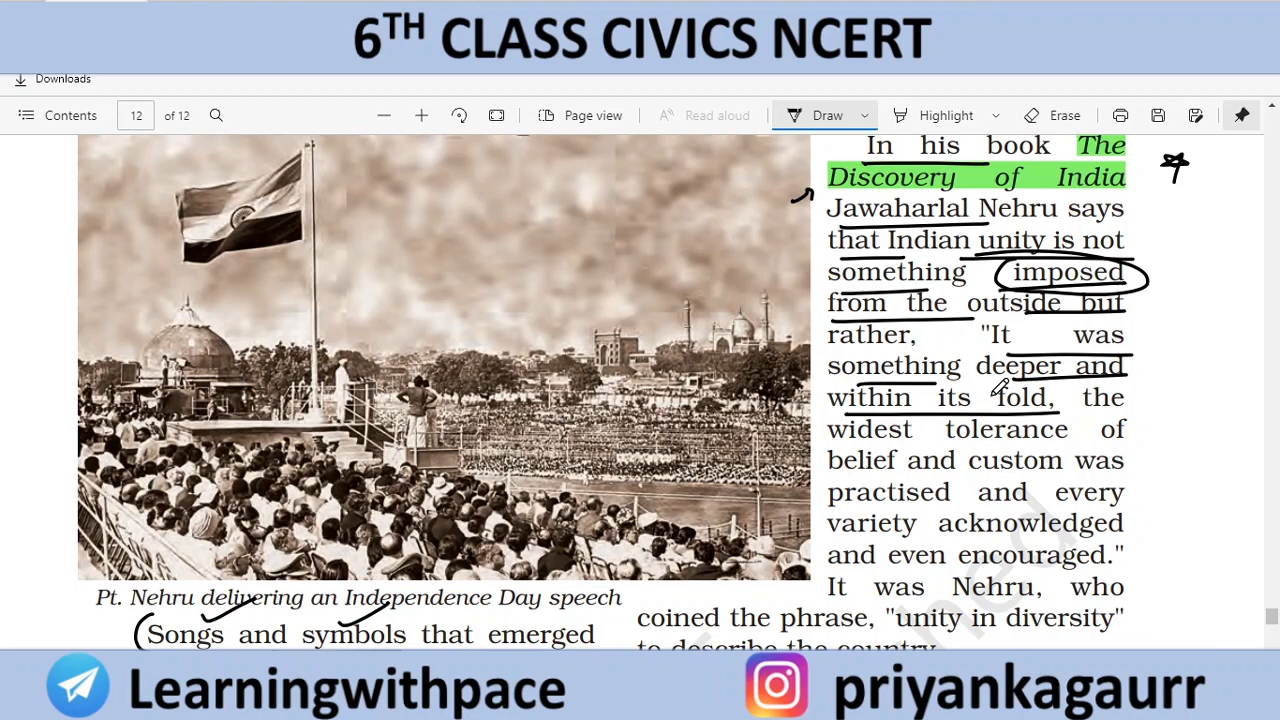 6TH CLASS CIVICS NCERT
Downloads
Contents
12
of 12
Page view
Read aloud
Draw
Highlight
Erase
In his book The
Discovery of India
Jawaharlal Nehru says
that Indian unity is not
something imposed
from the outside but
rather, "It was
something deeper and
within its fold, the
widest tolerance of
belief and custom was
practised and every
variety acknowledged
and even encouraged."
It was Nehru, who
coined the phrase, "unity in diversity"
to describe the country.
Pt. Nehru delivering an Independence Day speech
Songs and symbols that emerged
Learningwithpace
priyankagaurr